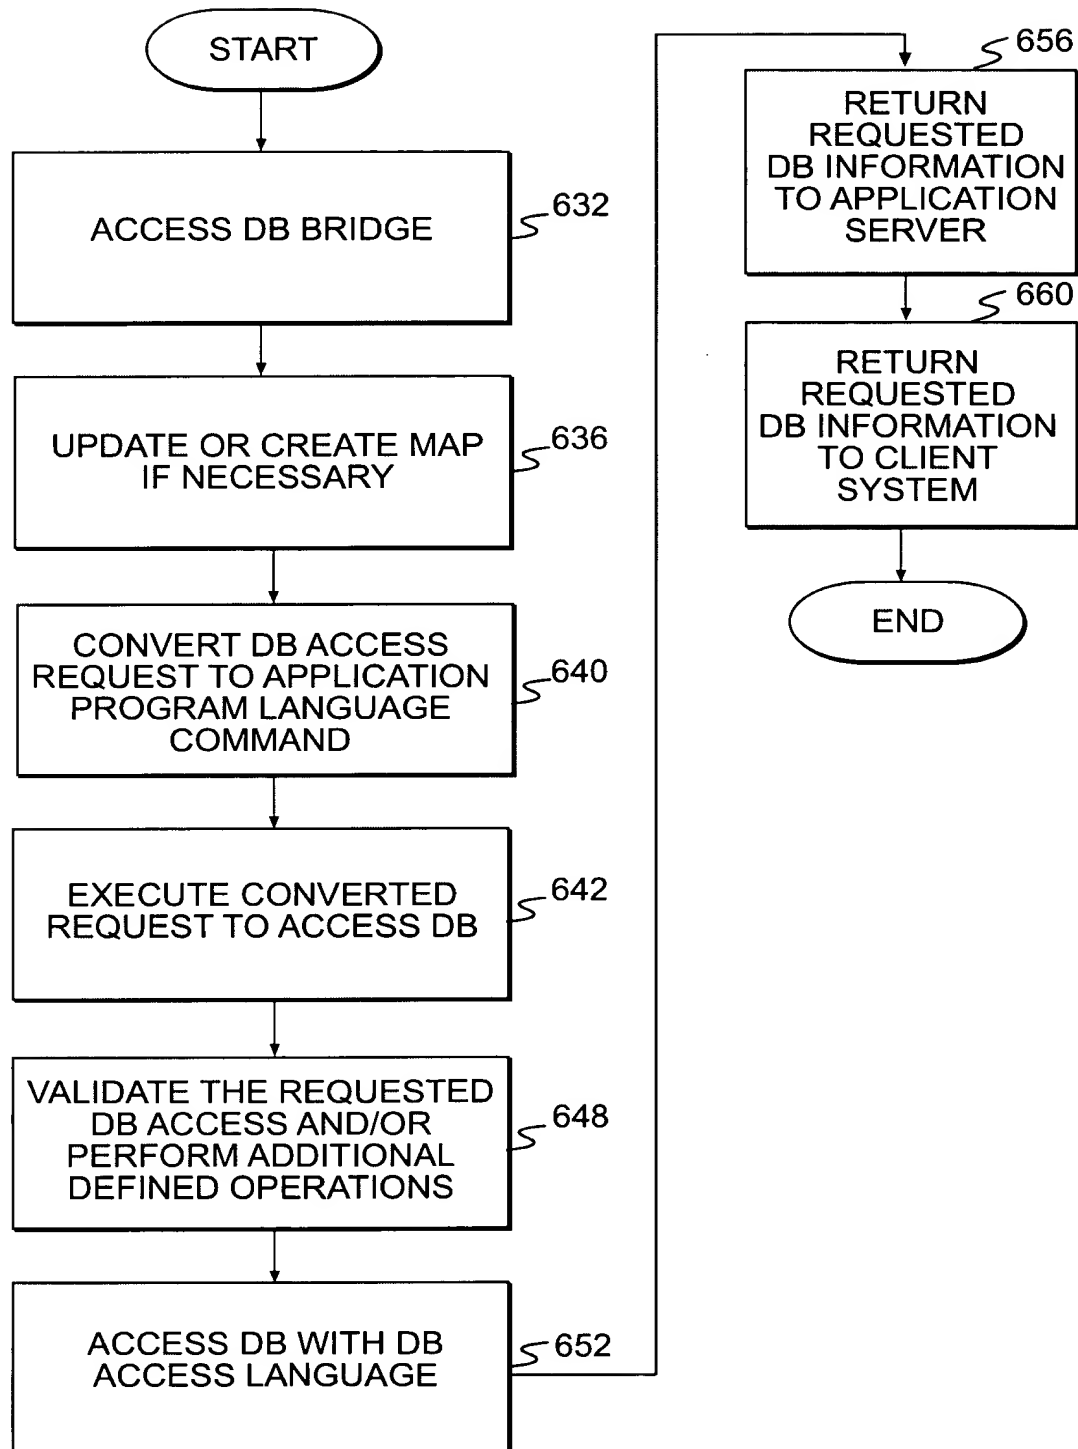 START
ACCESS DB BRIDGE
632
UPDATE OR CREATE MAP
IF NECESSARY
636
CONVERT DB ACCESS
REQUEST TO APPLICATION
PROGRAM LANGUAGE
COMMAND
640
EXECUTE CONVERTED
REQUEST TO ACCESS DB
642
VALIDATE THE REQUESTED
DB ACCESS AND/OR
PERFORM ADDITIONAL
DEFINED OPERATIONS
648
ACCESS DB WITH DB
ACCESS LANGUAGE
652
656
RETURN
REQUESTED
DB INFORMATION
TO APPLICATION
SERVER
660
RETURN
REQUESTED
DB INFORMATION
TO CLIENT
SYSTEM
END